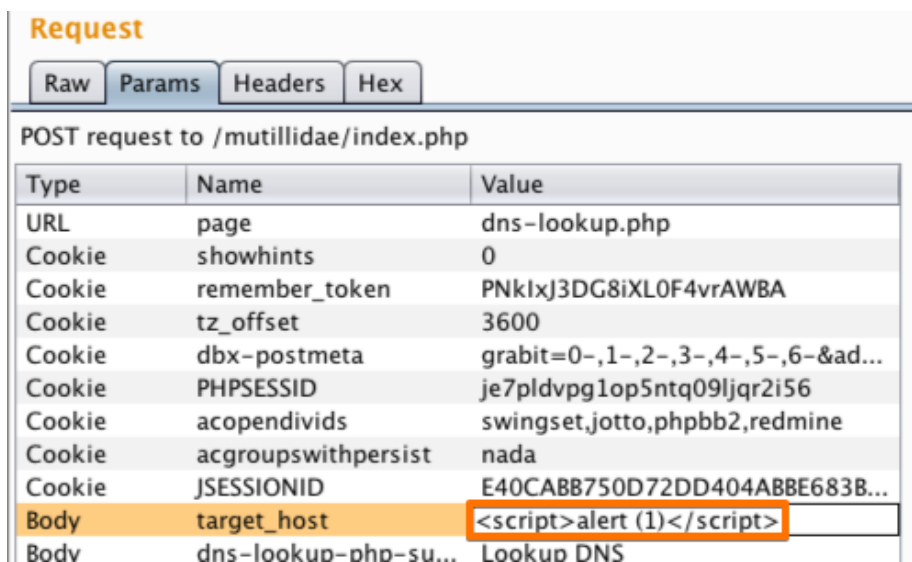 Request
Raw Params Headers Hex
POST request to /mutillidae/index.php
Type Name Value
URL page dns-lookup.php
Cookie showhints 0
Cookie remember_token PNkIxJ3DG8iXL0F4vrAWBA
Cookie tz_offset 3600
Cookie dbx-postmeta grabit=0-,1-,2-,3-,4-,5-,6-&ad...
Cookie PHPSESSID je7pldvpg1op5ntq09ljqr2i56
Cookie acopendivids swingset,jotto,phpbb2,redmine
Cookie acgroupswithpersist nada
Cookie JSESSIONID E40CABB750D72DD404ABBE683B...
Body target_host <script>alert (1)</script>
Body dns-lookup-php-su... Lookup DNS